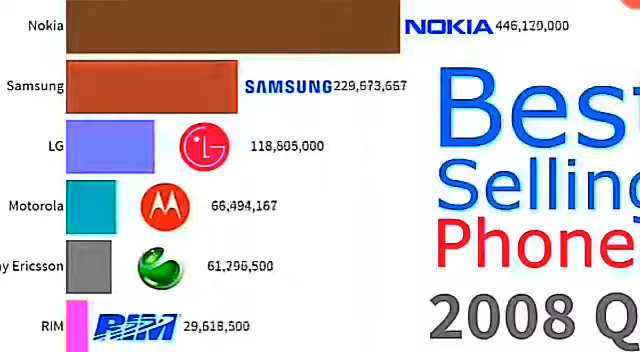 Nokia NOKIA 446,120,000
Samsung SAMSUNG 229,673,667
LG LG 118,605,000
Motorola 66,494,167
y Ericsson 61,296,500
RIM RIM 29,618,500
Best
Selling
Phone
2008 Q